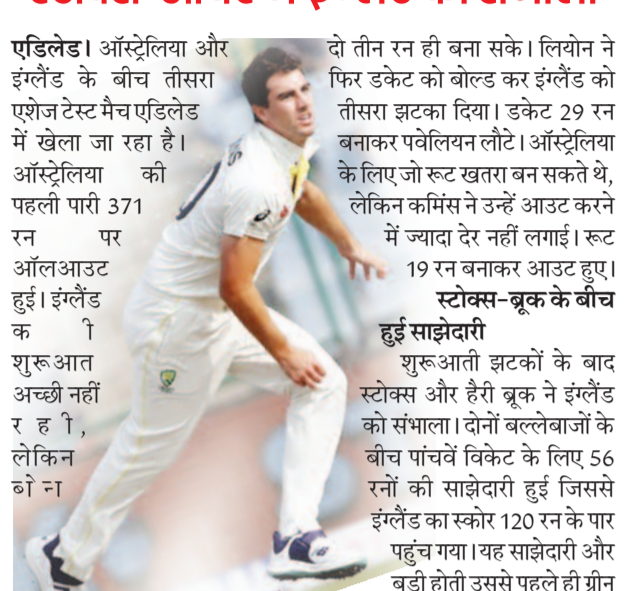 एडिलेड। ऑस्ट्रेलिया और
इंग्लैंड के बीच तीसरा
एशेज टेस्ट मैच एडिलेड
में खेला जा रहा है।
ऑस्ट्रेलिया की
पहली पारी 371
रन पर
ऑलआउट
हुई। इंग्लैंड
की
शुरूआत
अच्छी नहीं
रही,
लेकिन
दो तीन रन ही बना सके। लियोन ने
फिर डकेट को बोल्ड कर इंग्लैंड को
तीसरा झटका दिया। डकेट 29 रन
बनाकर पवेलियन लौटे। ऑस्ट्रेलिया
के लिए जो रूट खतरा बन सकते थे,
लेकिन कमिंस ने उन्हें आउट करने
में ज्यादा देर नहीं लगाई। रूट
19 रन बनाकर आउट हुए।
स्टोक्स-ब्रूक के बीच
हुई साझेदारी
शुरूआती झटकों के बाद
स्टोक्स और हैरी ब्रूक ने इंग्लैंड
को संभाला। दोनों बल्लेबाजों के
बीच पांचवें विकेट के लिए 56
रनों की साझेदारी हुई जिससे
इंग्लैंड का स्कोर 120 रन के पार
पहुंच गया। यह साझेदारी और
बड़ी होती उससे पहले ही ग्रीन